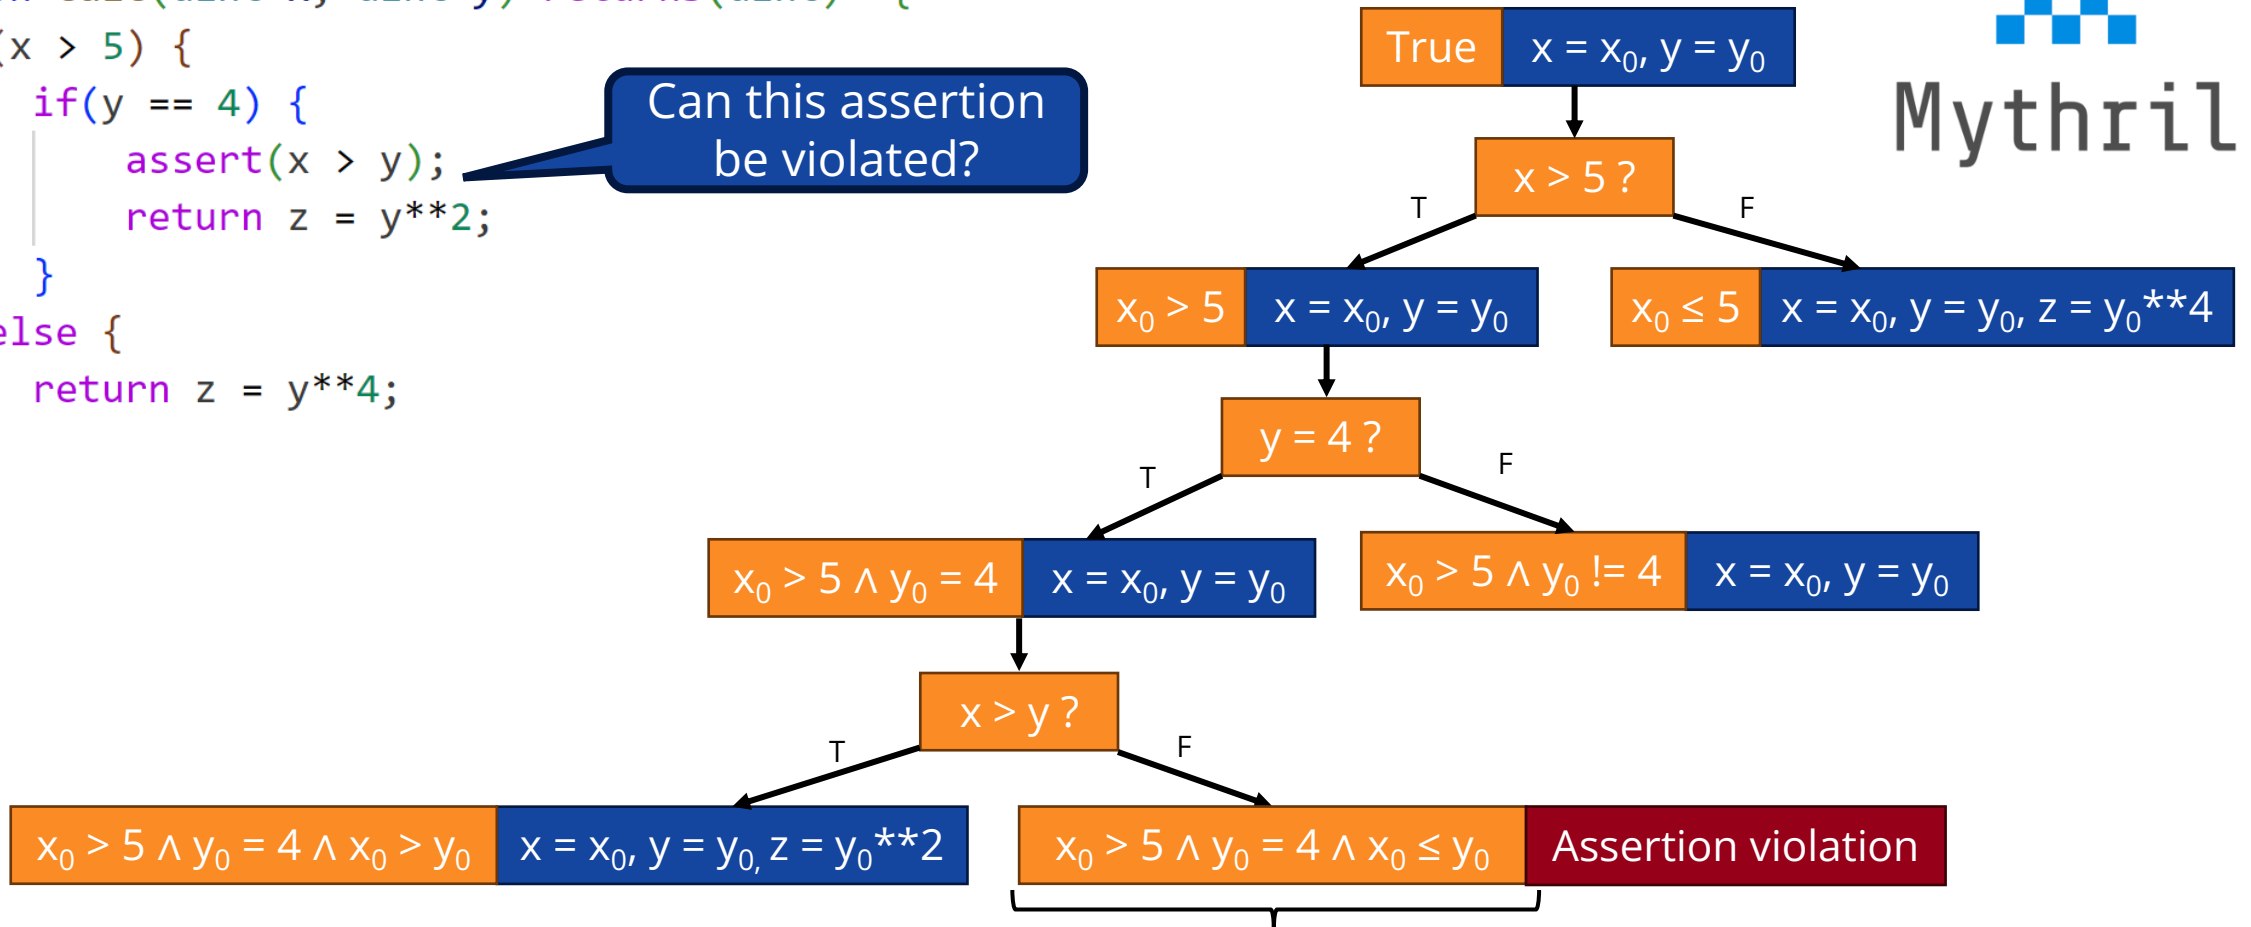 (x > 5) {
if(y == 4) {
assert(x > y);
return z = y**2;
}
else {
return z = y**4;
Can this assertion
be violated?
Mythril
True x = x₀, y = y₀
x > 5 ?
T F
x₀ > 5 x = x₀, y = y₀
x₀ ≤ 5 x = x₀, y = y₀, z = y₀**4
y = 4 ?
T F
x₀ > 5 ∧ y₀ = 4 x = x₀, y = y₀
x₀ > 5 ∧ y₀ != 4 x = x₀, y = y₀
x > y ?
T F
x₀ > 5 ∧ y₀ = 4 ∧ x₀ > y₀ x = x₀, y = y₀, z = y₀**2
x₀ > 5 ∧ y₀ = 4 ∧ x₀ ≤ y₀ Assertion violation